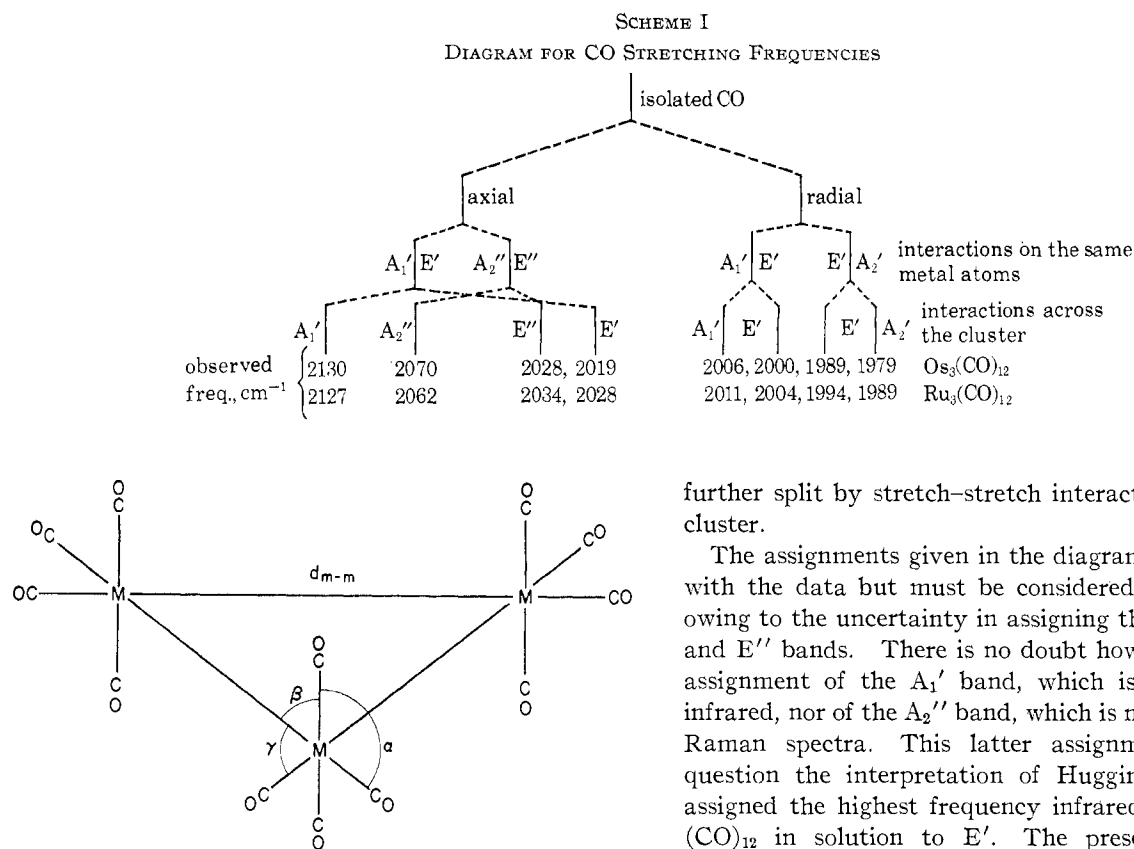 SCHEME I
DIAGRAM FOR CO STRETCHING FREQUENCIES
isolated CO
axial
radial
A₁′ E′ A₂″ E″
A₁′ E′ E′ A₂′
interactions on the same
metal atoms
A₁′ A₂″ E″ E′
A₁′ E′ E′ A₂′
interactions across
the cluster
observed
freq., cm⁻¹
2130 2070 2028, 2019 2006, 2000, 1989, 1979 Os₃(CO)₁₂
2127 2062 2034, 2028 2011, 2004, 1994, 1989 Ru₃(CO)₁₂
O
C
OC
OC
M
C
O
C
O
d m-m
O
C
CO
M
CO
C
O
O
C
β
γ
α
M
OC
CO
C
O
further split by stretch–stretch interact
cluster.
The assignments given in the diagram
with the data but must be considered
owing to the uncertainty in assigning th
and E″ bands. There is no doubt how
assignment of the A₁′ band, which is
infrared, nor of the A₂″ band, which is n
Raman spectra. This latter assignm
question the interpretation of Huggin
assigned the highest frequency infrared
(CO)₁₂ in solution to E′. The prese